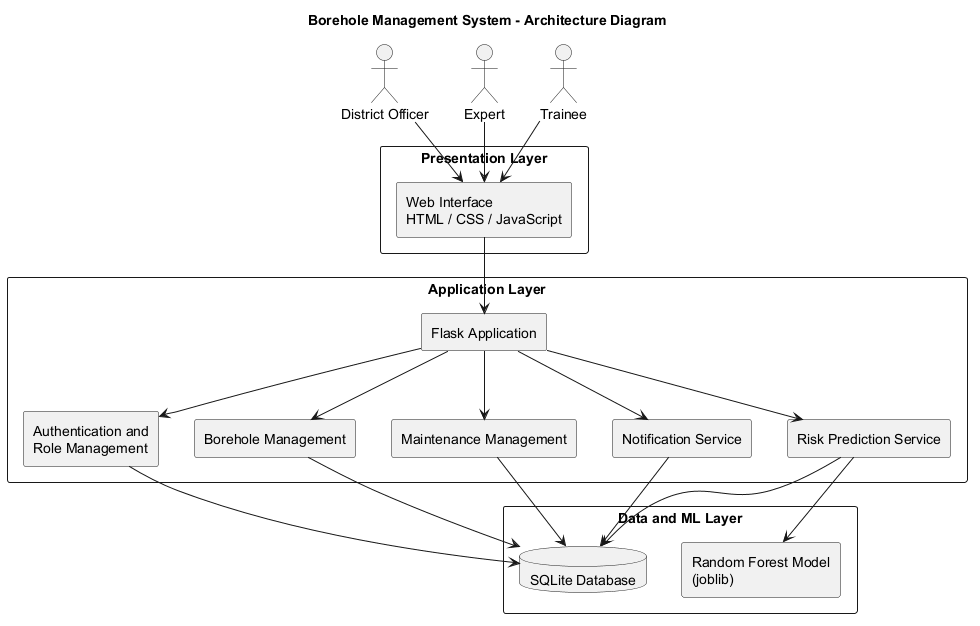 Borehole Management System - Architecture Diagram
District Officer
Expert
Trainee
Presentation Layer
Web Interface
HTML / CSS / JavaScript
Application Layer
Flask Application
Authentication and
Role Management
Borehole Management
Maintenance Management
Notification Service
Risk Prediction Service
Data and ML Layer
SQLite Database
Random Forest Model
(joblib)